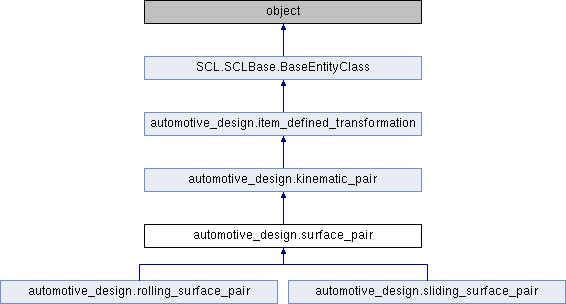 object
SCL.SCLBase.BaseEntityClass
automotive_design.item_defined_transformation
automotive_design.kinematic_pair
automotive_design.surface_pair
automotive_design.rolling_surface_pair
automotive_design.sliding_surface_pair